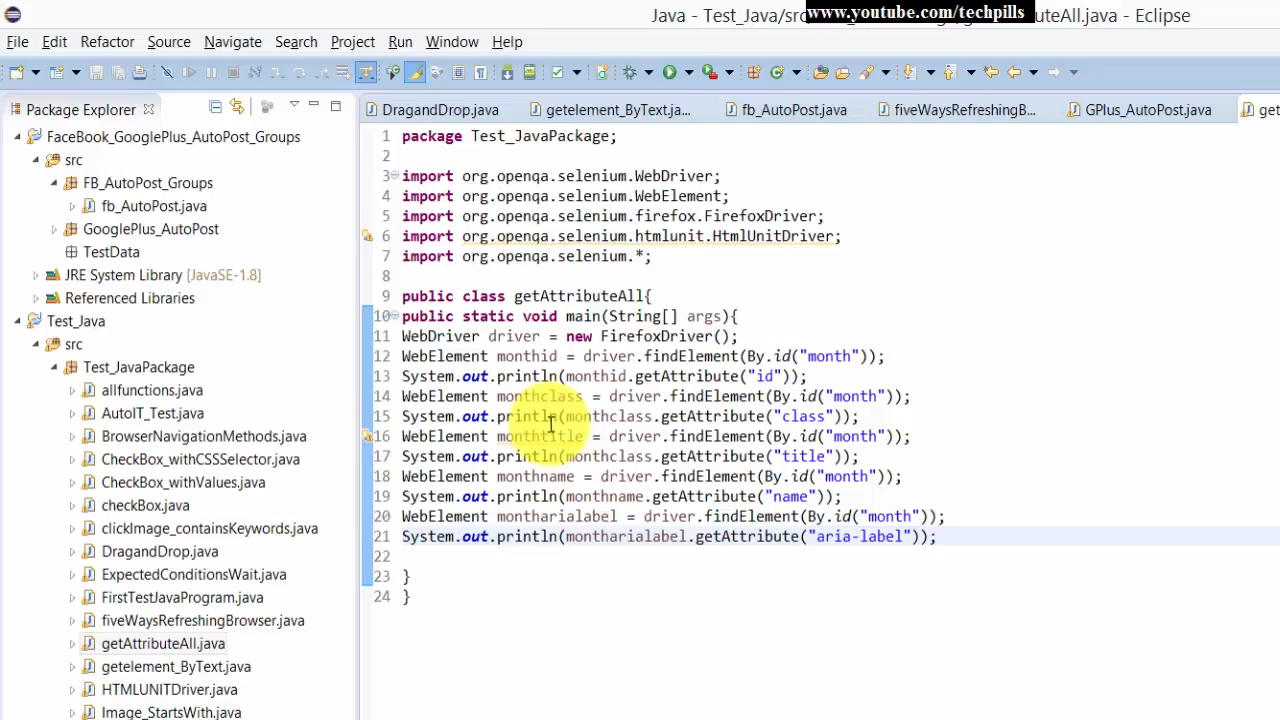 Java - Test_Java/src
www.youtube.com/techpills
uteAll.java - Eclipse
File Edit Refactor Source Navigate Search Project Run Window Help
Package Explorer
DragandDrop.java
getelement_ByText.ja...
fb_AutoPost.java
fiveWaysRefreshingB...
GPlus_AutoPost.java
get
FaceBook_GooglePlus_AutoPost_Groups
src
FB_AutoPost_Groups
fb_AutoPost.java
GooglePlus_AutoPost
TestData
JRE System Library [JavaSE-1.8]
Referenced Libraries
Test_Java
src
Test_JavaPackage
allfunctions.java
AutoIT_Test.java
BrowserNavigationMethods.java
CheckBox_withCSSSelector.java
CheckBox_withValues.java
checkBox.java
clickImage_containsKeywords.java
DragandDrop.java
ExpectedConditionsWait.java
FirstTestJavaProgram.java
fiveWaysRefreshingBrowser.java
getAttributeAll.java
getelement_ByText.java
HTMLUNITDriver.java
Image_StartsWith.java
1 package Test_JavaPackage;
2
3 import org.openqa.selenium.WebDriver;
4 import org.openqa.selenium.WebElement;
5 import org.openqa.selenium.firefox.FirefoxDriver;
6 import org.openqa.selenium.htmlunit.HtmlUnitDriver;
7 import org.openqa.selenium.*;
8
9 public class getAttributeAll{
10 public static void main(String[] args){
11 WebDriver driver = new FirefoxDriver();
12 WebElement monthid = driver.findElement(By.id("month"));
13 System.out.println(monthid.getAttribute("id"));
14 WebElement monthclass = driver.findElement(By.id("month"));
15 System.out.println(monthclass.getAttribute("class"));
16 WebElement monthtitle = driver.findElement(By.id("month"));
17 System.out.println(monthclass.getAttribute("title"));
18 WebElement monthname = driver.findElement(By.id("month"));
19 System.out.println(monthname.getAttribute("name"));
20 WebElement montharialabel = driver.findElement(By.id("month"));
21 System.out.println(montharialabel.getAttribute("aria-label"));
22
23 }
24 }